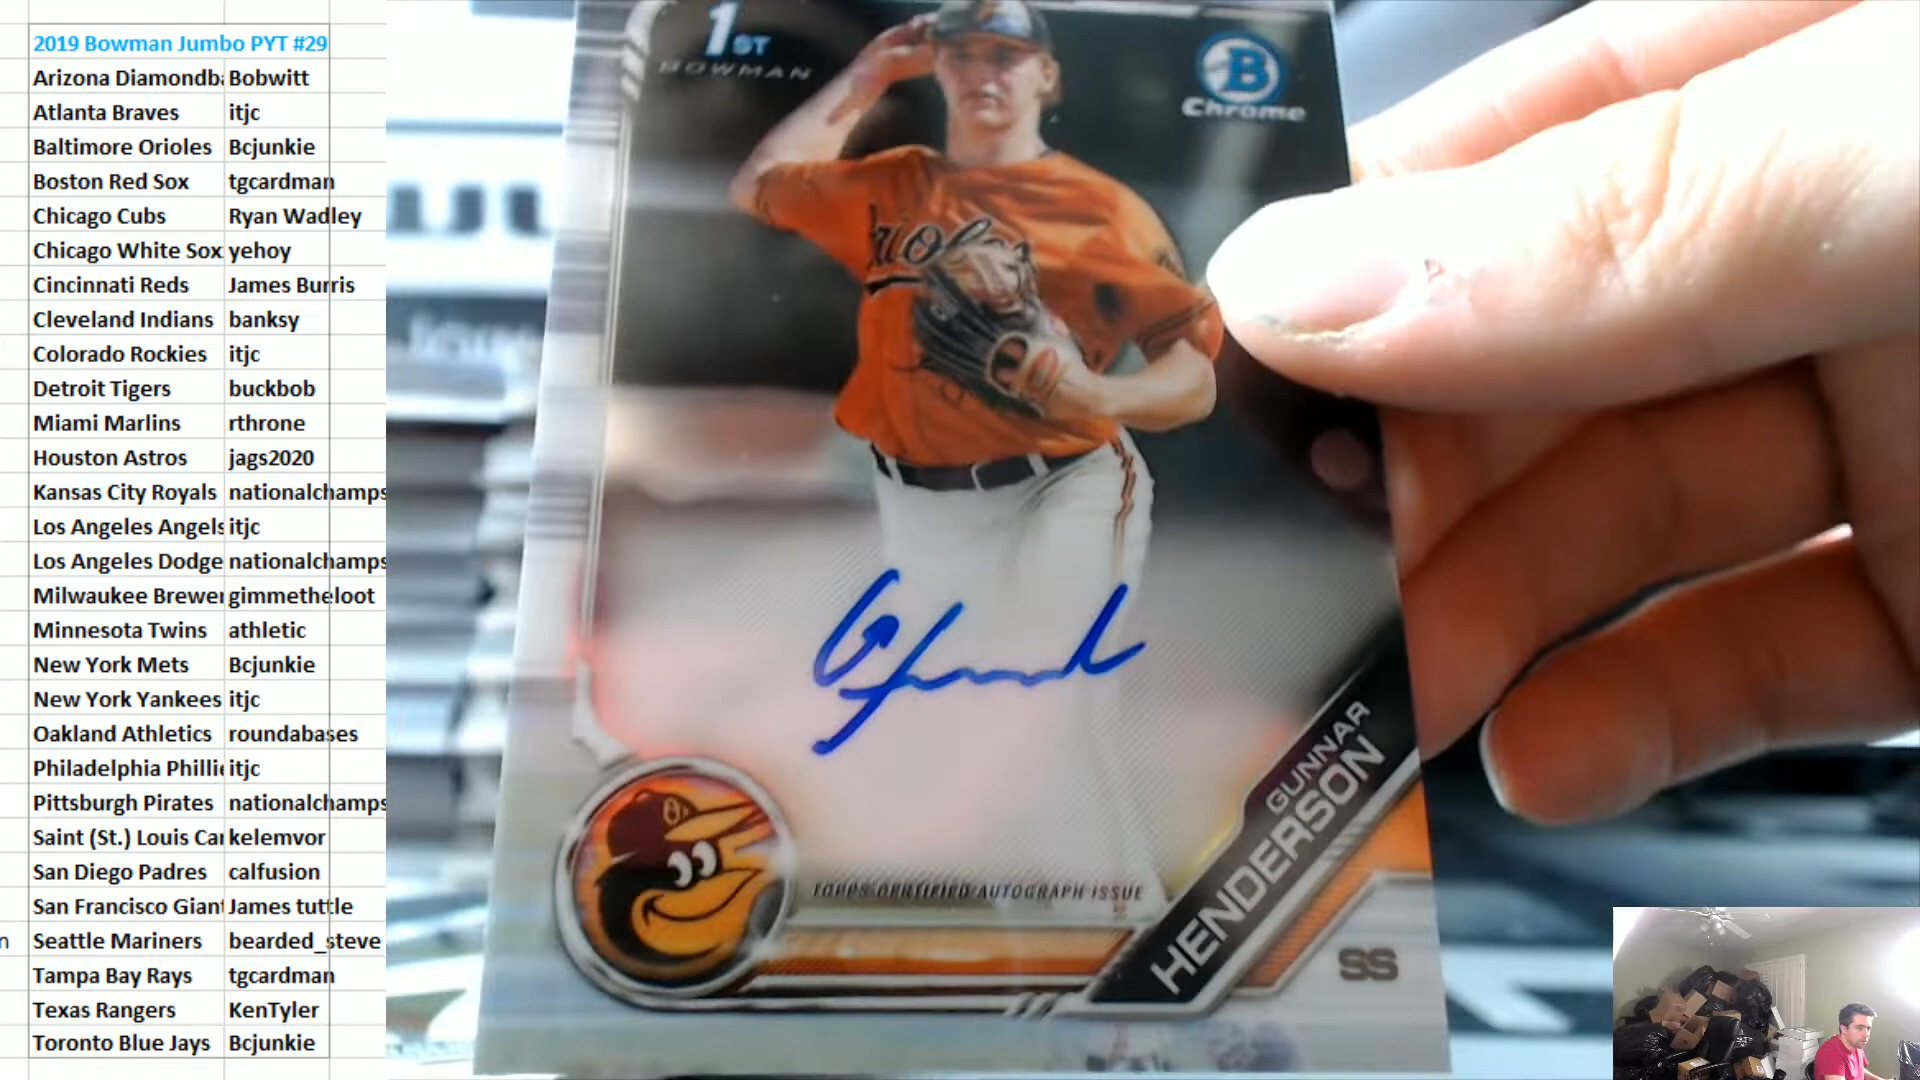 2019 Bowman Jumbo PYT #29
Arizona Diamondba Bobwitt
Atlanta Braves itjc
Baltimore Orioles Bcjunkie
Boston Red Sox tgcardman
Chicago Cubs Ryan Wadley
Chicago White Sox yehoy
Cincinnati Reds James Burris
Cleveland Indians banksy
Colorado Rockies itjc
Detroit Tigers buckbob
Miami Marlins rthrone
Houston Astros jags2020
Kansas City Royals nationalchamps
Los Angeles Angels itjc
Los Angeles Dodge nationalchamps
Milwaukee Brewer gimmetheloot
Minnesota Twins athletic
New York Mets Bcjunkie
New York Yankees itjc
Oakland Athletics roundabases
Philadelphia Phillie itjc
Pittsburgh Pirates nationalchamps
Saint (St.) Louis Car kelemvor
San Diego Padres calfusion
San Francisco Giant James tuttle
n Seattle Mariners bearded_steve
Tampa Bay Rays tgcardman
Texas Rangers KenTyler
Toronto Blue Jays Bcjunkie
1ST
BOWMAN
B
Chrome
TOPPS CERTIFIED AUTOGRAPH ISSUE
GUNNAR
HENDERSON
SS